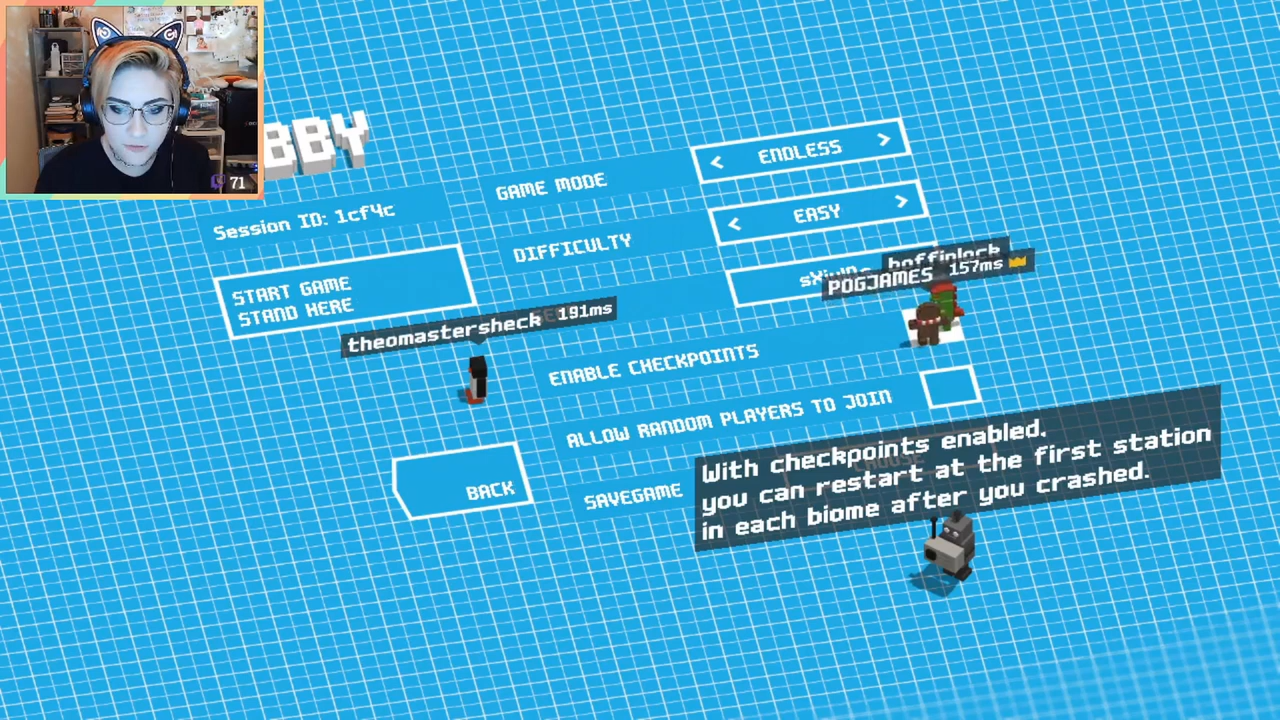 71
BBY
Session ID: 1cf4c
START GAME
STAND HERE
GAME MODE
< ENDLESS >
DIFFICULTY
< EASY >
POGJAMES 157ms
theomastersheck 191ms
ENABLE CHECKPOINTS
ALLOW RANDOM PLAYERS TO JOIN
BACK
SAVEGAME
With checkpoints enabled,
you can restart at the first station
in each biome after you crashed.